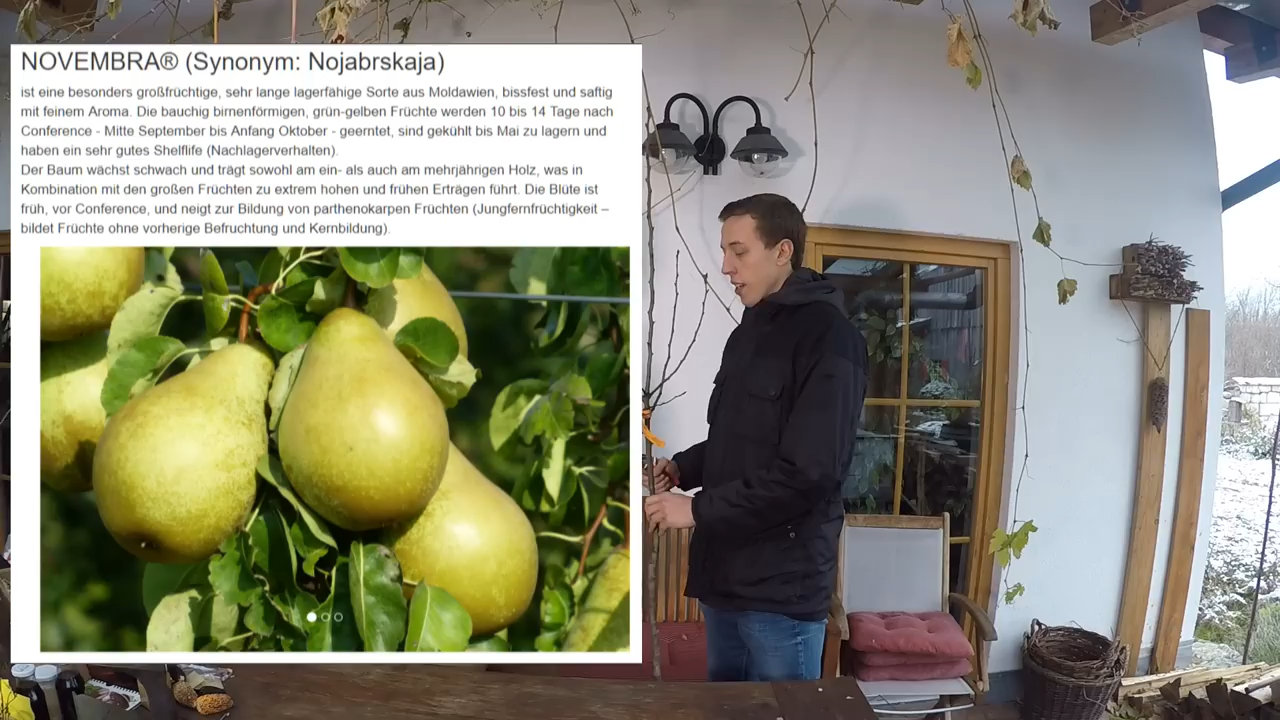 NOVEMBRA® (Synonym: Nojabrskaja)
ist eine besonders großfrüchtige, sehr lange lagerfähige Sorte aus Moldawien, bissfest und saftig
mit feinem Aroma. Die bauchig birnenförmigen, grün-gelben Früchte werden 10 bis 14 Tage nach
Conference - Mitte September bis Anfang Oktober - geerntet, sind gekühlt bis Mai zu lagern und
haben ein sehr gutes Shelflife (Nachlagerverhalten).
Der Baum wächst schwach und trägt sowohl am ein- als auch am mehrjährigen Holz, was in
Kombination mit den großen Früchten zu extrem hohen und frühen Erträgen führt. Die Blüte ist
früh, vor Conference, und neigt zur Bildung von parthenokarpen Früchten (Jungfernfrüchtigkeit –
bildet Früchte ohne vorherige Befruchtung und Kernbildung).